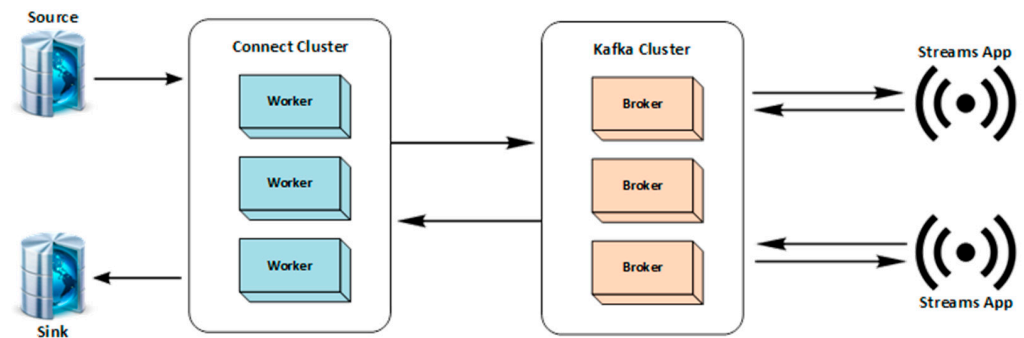 Source
Connect Cluster
Worker
Worker
Worker
Sink
Kafka Cluster
Broker
Broker
Broker
Streams App
Streams App